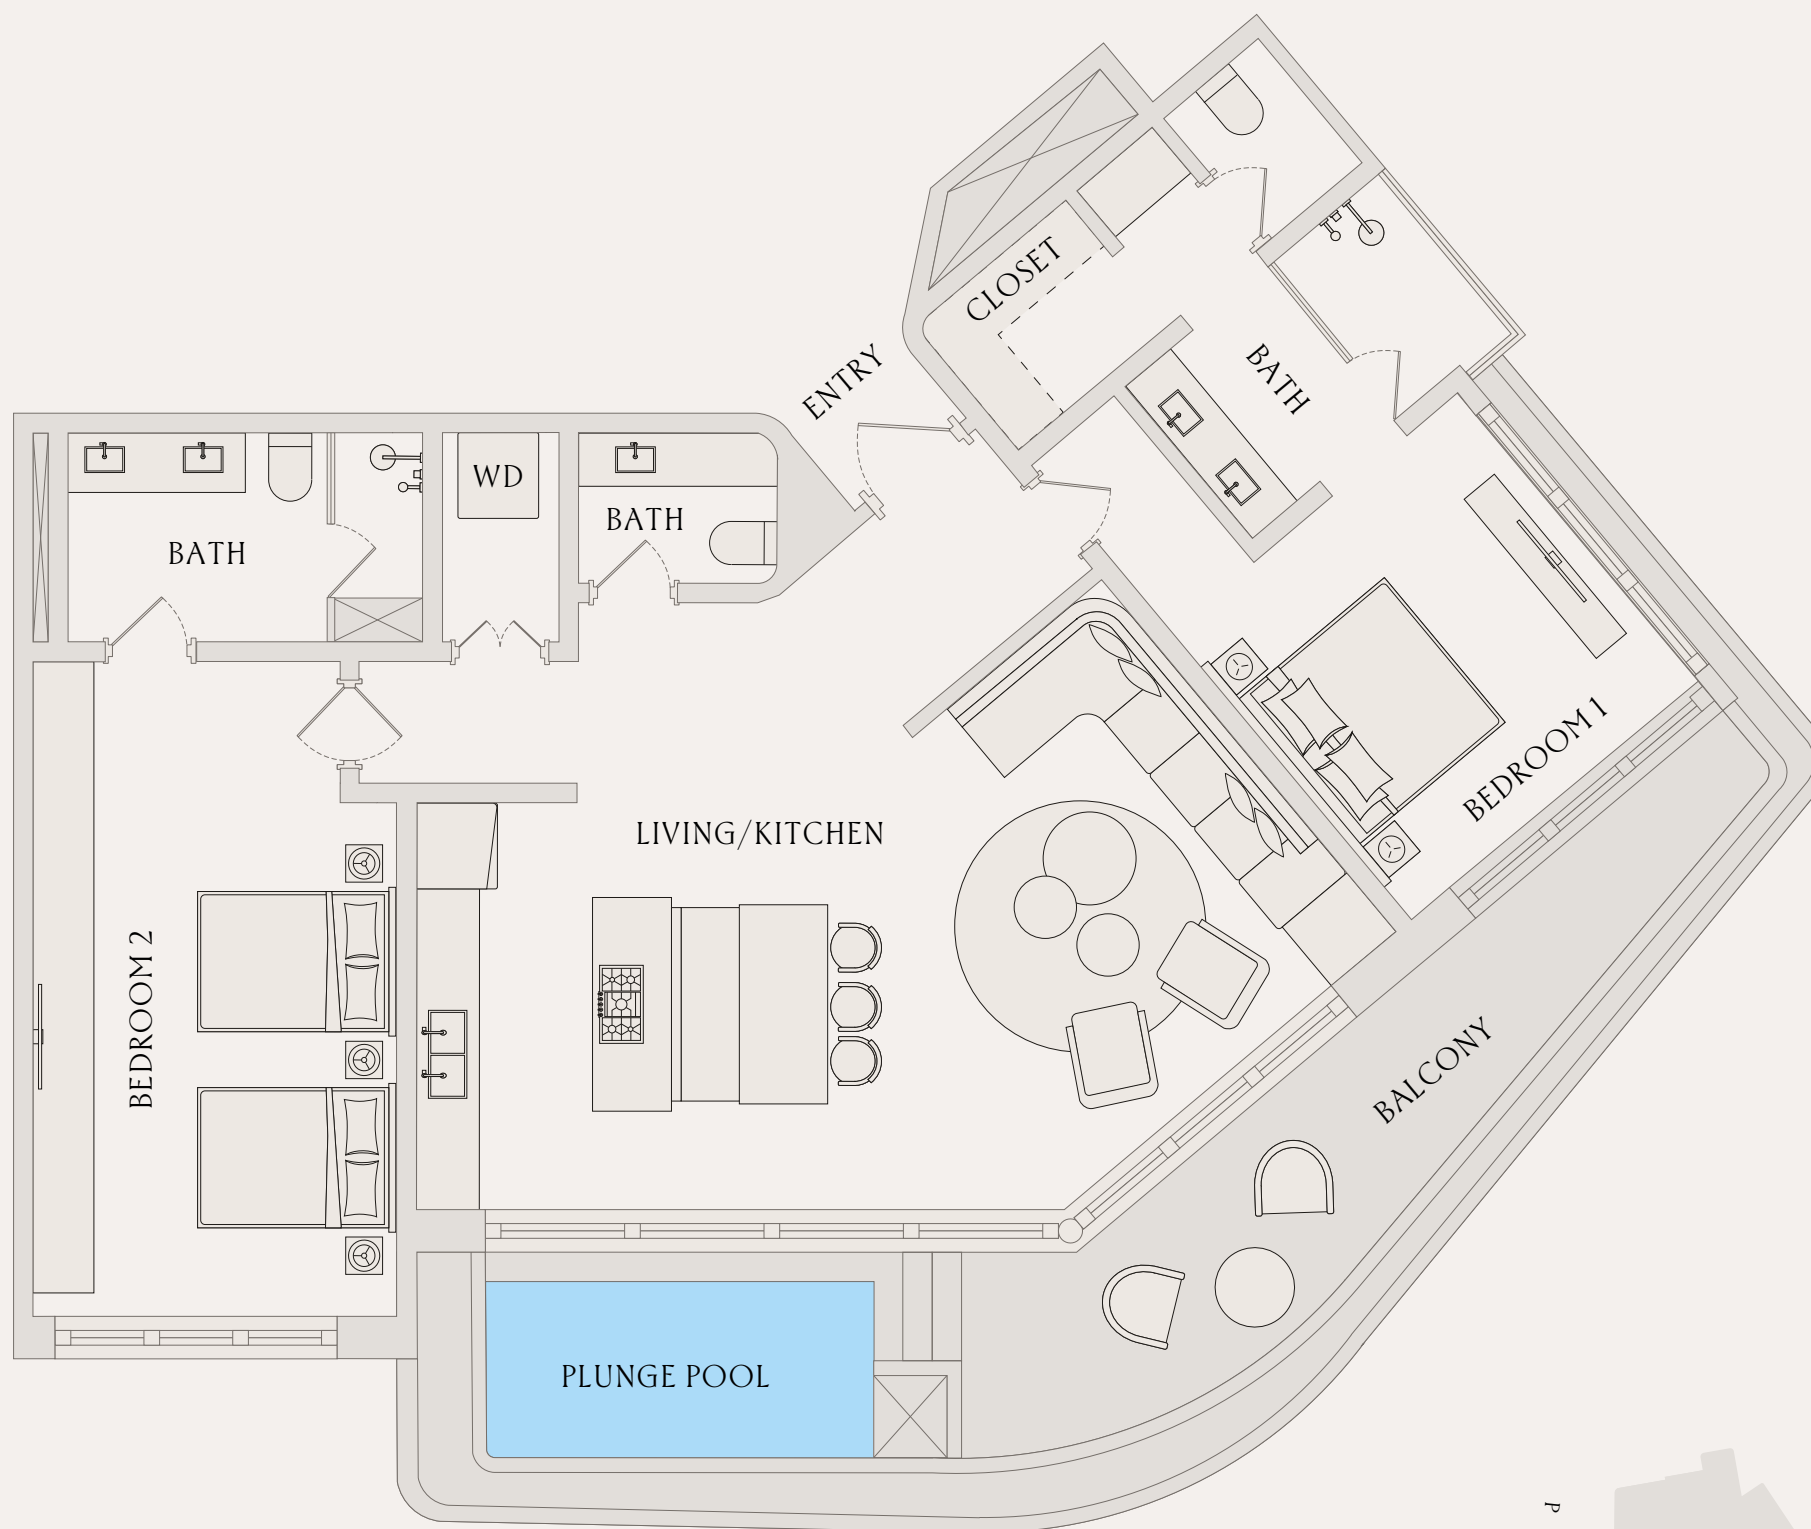 CLOSET
ENTRY
BATH
WD
BATH
BATH
BEDROOM 1
LIVING/KITCHEN
BEDROOM 2
BALCONY
PLUNGE POOL
P